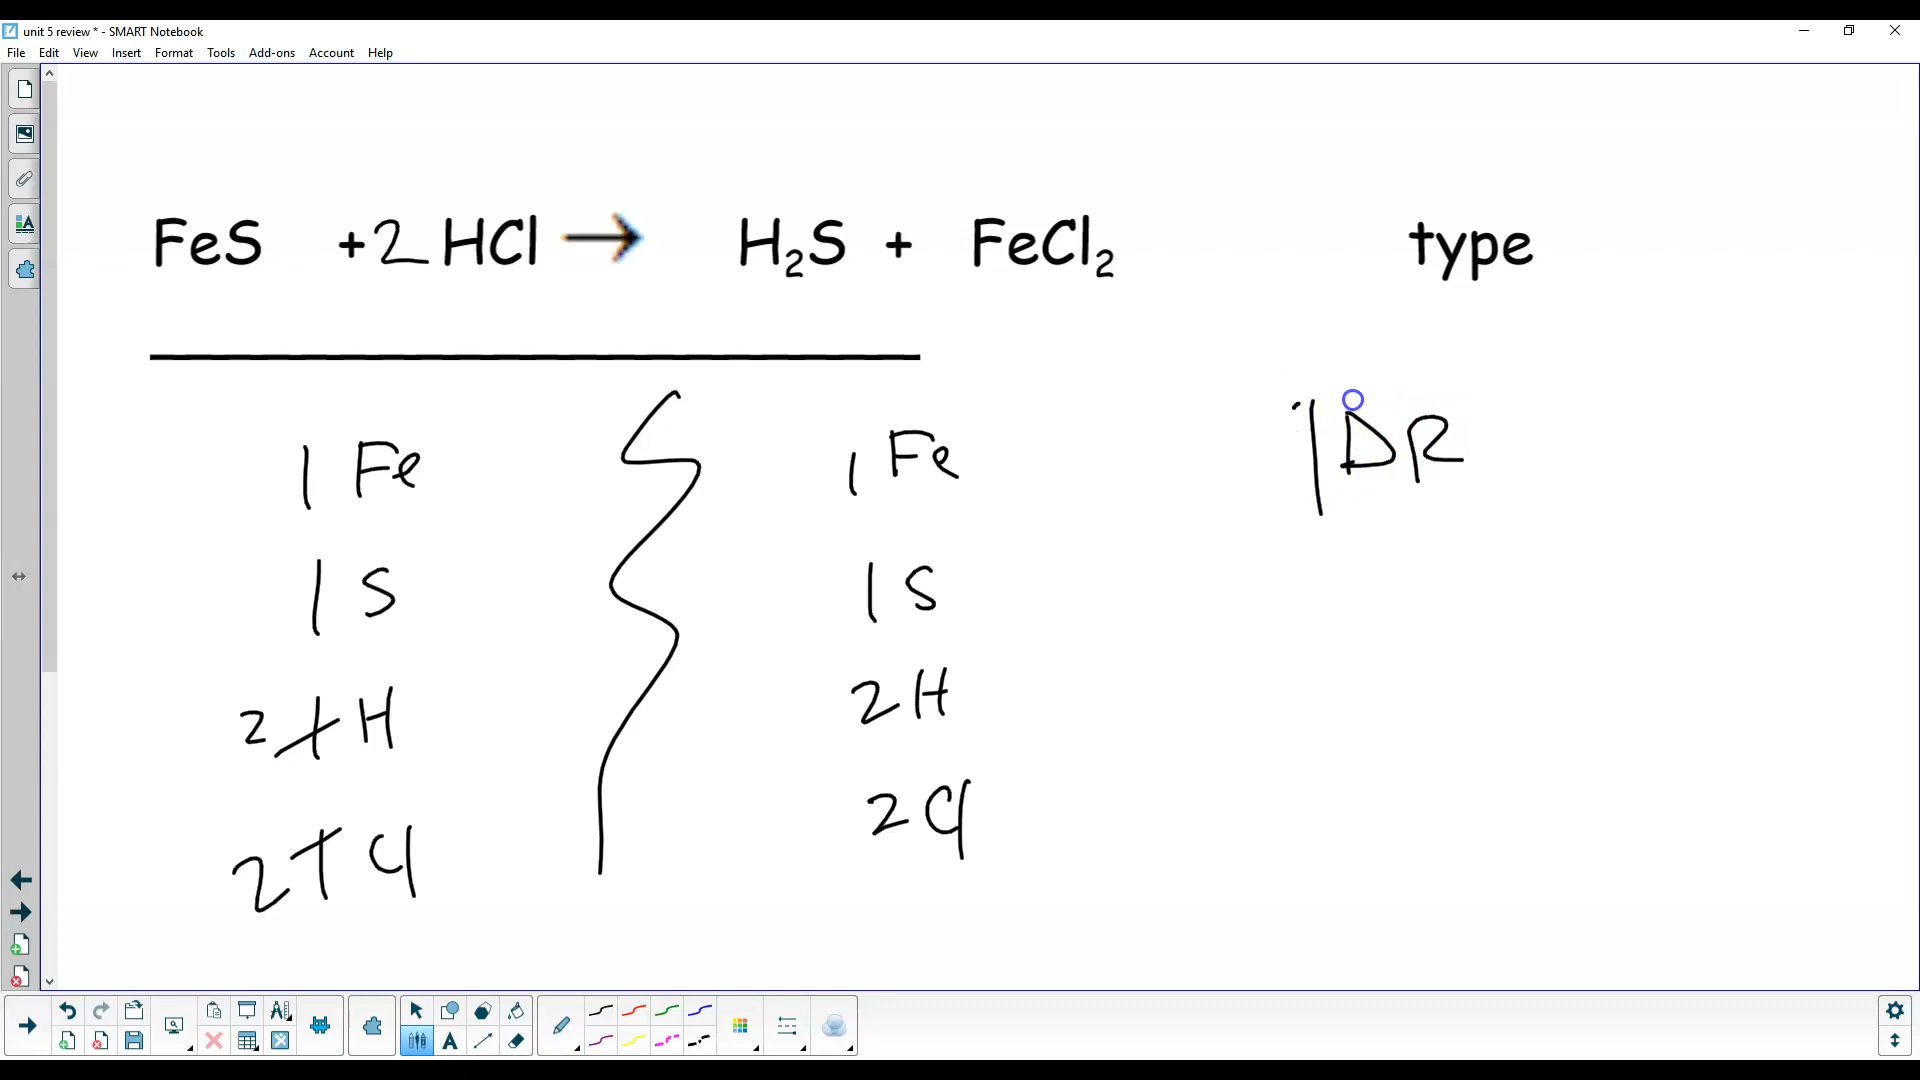 unit 5 review * - SMART Notebook
File Edit View Insert Format Tools Add-ons Account Help
FeS +2 HCl → H₂S + FeCl₂ type
1 Fe 1 Fe DR
1 S 1 S
2 1 H 2 H
2 1 Cl 2 Cl